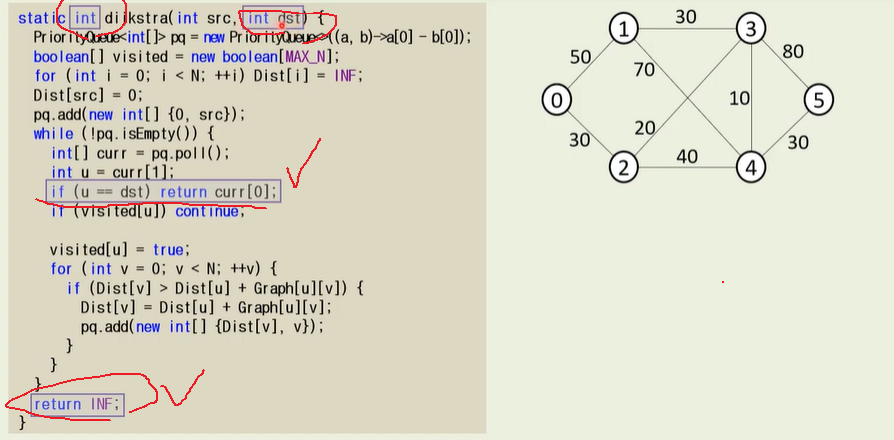 static int dijkstra(int src, int dst) {
PriorityQueue<int[]> pq = new PriorityQueue<>((a, b)->a[0] - b[0]);
boolean[] visited = new boolean[MAX_N];
for (int i = 0; i < N; ++i) Dist[i] = INF;
Dist[src] = 0;
pq.add(new int[] {0, src});
while (!pq.isEmpty()) {
int[] curr = pq.poll();
int u = curr[1];
if (u == dst) return curr[0];
if (visited[u]) continue;
visited[u] = true;
for (int v = 0; v < N; ++v) {
if (Dist[v] > Dist[u] + Graph[u][v]) {
Dist[v] = Dist[u] + Graph[u][v];
pq.add(new int[] {Dist[v], v});
}
}
}
return INF;
}
1 30 3
50 70 80
0 10 5
30 20 30
2 40 4